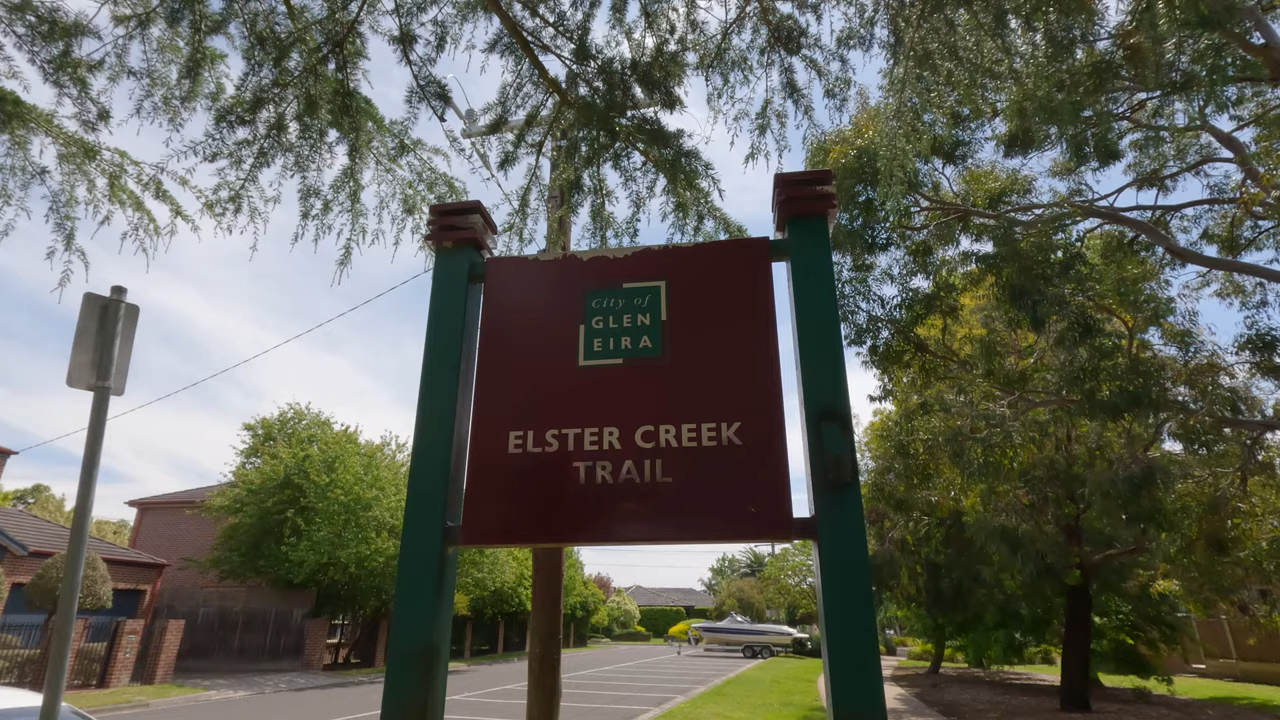 City of
GLEN
EIRA
ELSTER CREEK
TRAIL